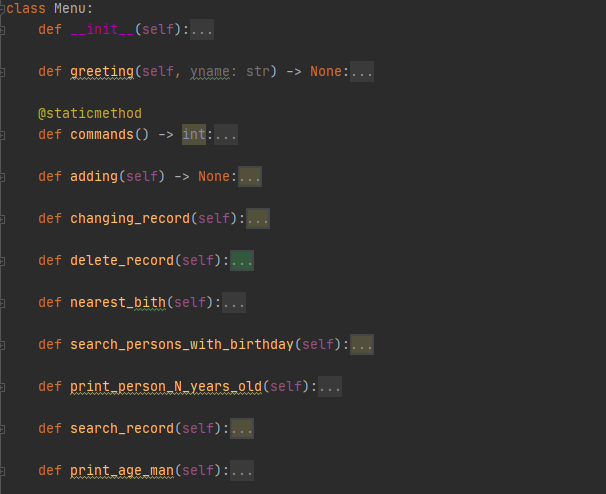 class Menu:
def __init__(self):...
def greeting(self, yname: str) -> None:...
@staticmethod
def commands() -> int:...
def adding(self) -> None:...
def changing_record(self):...
def delete_record(self):...
def nearest_bith(self):...
def search_persons_with_birthday(self):...
def print_person_N_years_old(self):...
def search_record(self):...
def print_age_man(self):...